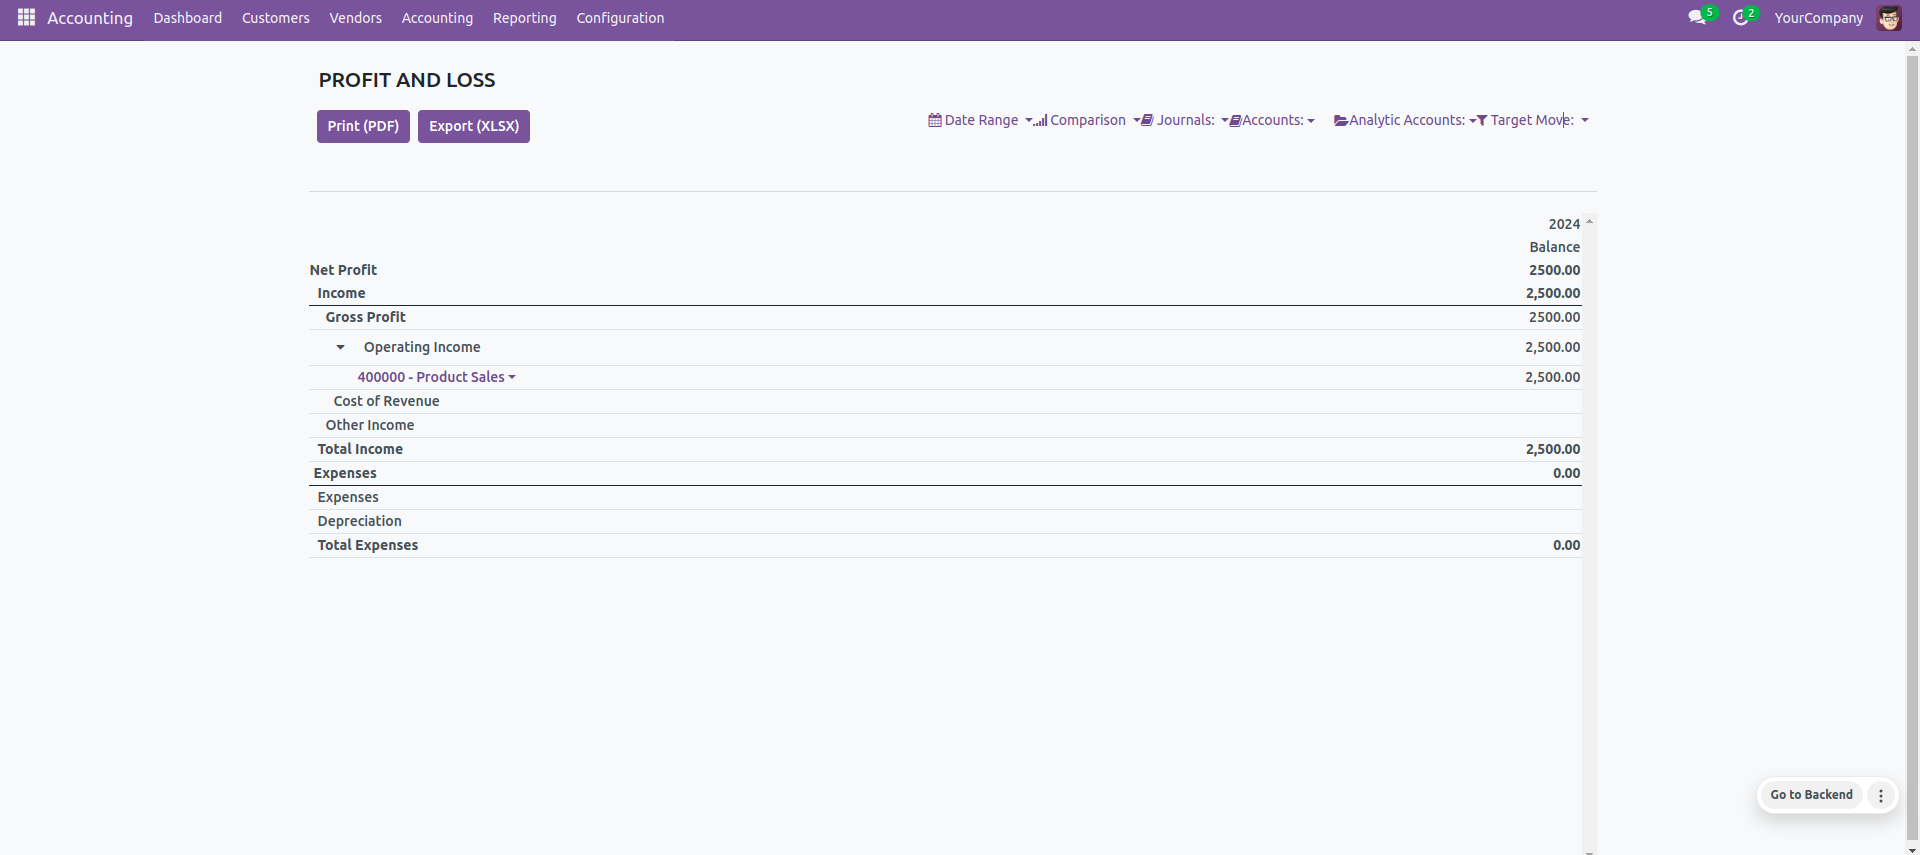 Accounting Dashboard Customers Vendors Accounting Reporting Configuration 5 2 YourCompany
PROFIT AND LOSS
Print (PDF) Export (XLSX) Date Range Comparison Journals: Accounts: Analytic Accounts: Target Move:
2024
Balance
Net Profit 2500.00
Income 2,500.00
Gross Profit 2500.00
Operating Income 2,500.00
400000 - Product Sales 2,500.00
Cost of Revenue
Other Income
Total Income 2,500.00
Expenses 0.00
Expenses
Depreciation
Total Expenses 0.00
Go to Backend